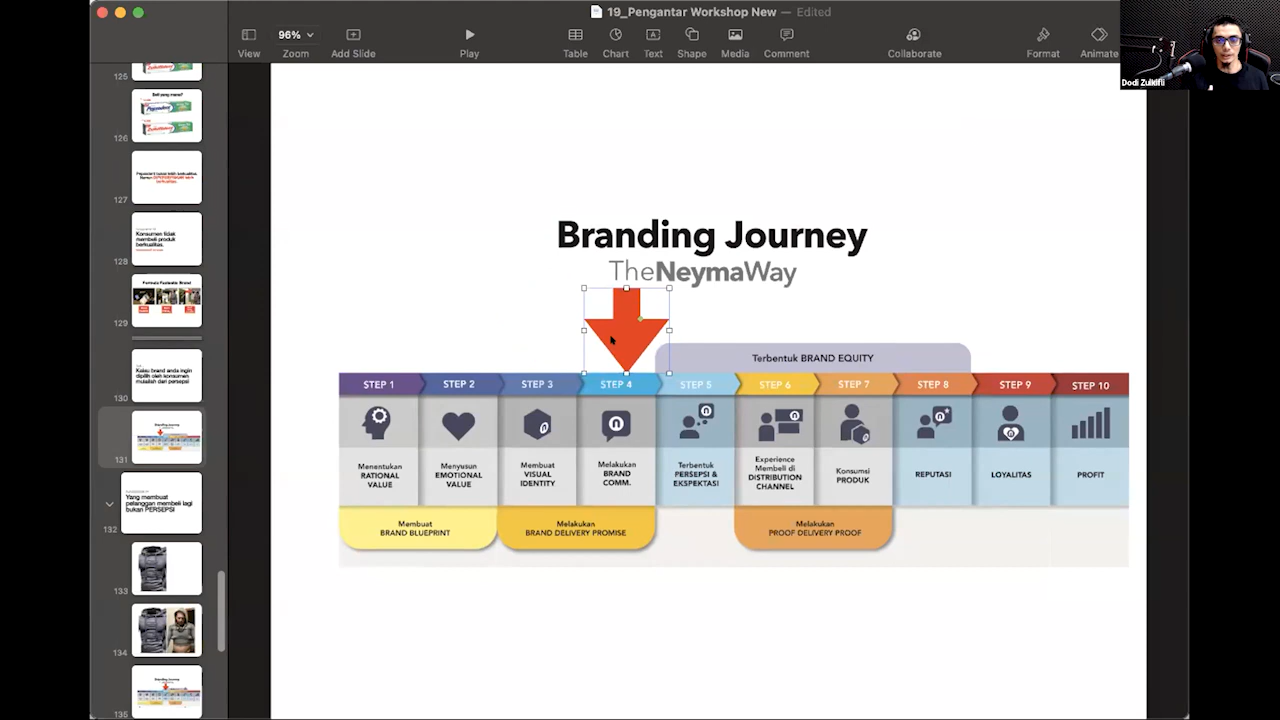 19_Pengantar Workshop New — Edited
96%
View
Zoom
Add Slide
Play
Table
Chart
Text
Shape
Media
Comment
Collaborate
Format
Animate
Dodi Zulkifli
125
Beli yang mana?
126
127
Konsumen tidak
membeli produk
berkualitas.
128
Formula Fantastic Brand
129
Kalau brand anda ingin
dipilih oleh konsumen
mulailah dari persepsi
130
Branding Journey
131
Yang membuat
pelanggan membeli lagi
bukan PERSEPSI
132
133
134
Branding Journey
135
Branding Journey
TheNeymaWay
Terbentuk BRAND EQUITY
STEP 1
STEP 2
STEP 3
STEP 4
STEP 5
STEP 6
STEP 7
STEP 8
STEP 9
STEP 10
Menentukan
RATIONAL
VALUE
Menyusun
EMOTIONAL
VALUE
Membuat
VISUAL
IDENTITY
Melakukan
BRAND
COMM.
Terbentuk
PERSEPSI &
EKSPEKTASI
Experience
Membeli di
DISTRIBUTION
CHANNEL
Konsumsi
PRODUK
REPUTASI
LOYALITAS
PROFIT
Membuat
BRAND BLUEPRINT
Melakukan
BRAND DELIVERY PROMISE
Melakukan
PROOF DELIVERY PROOF